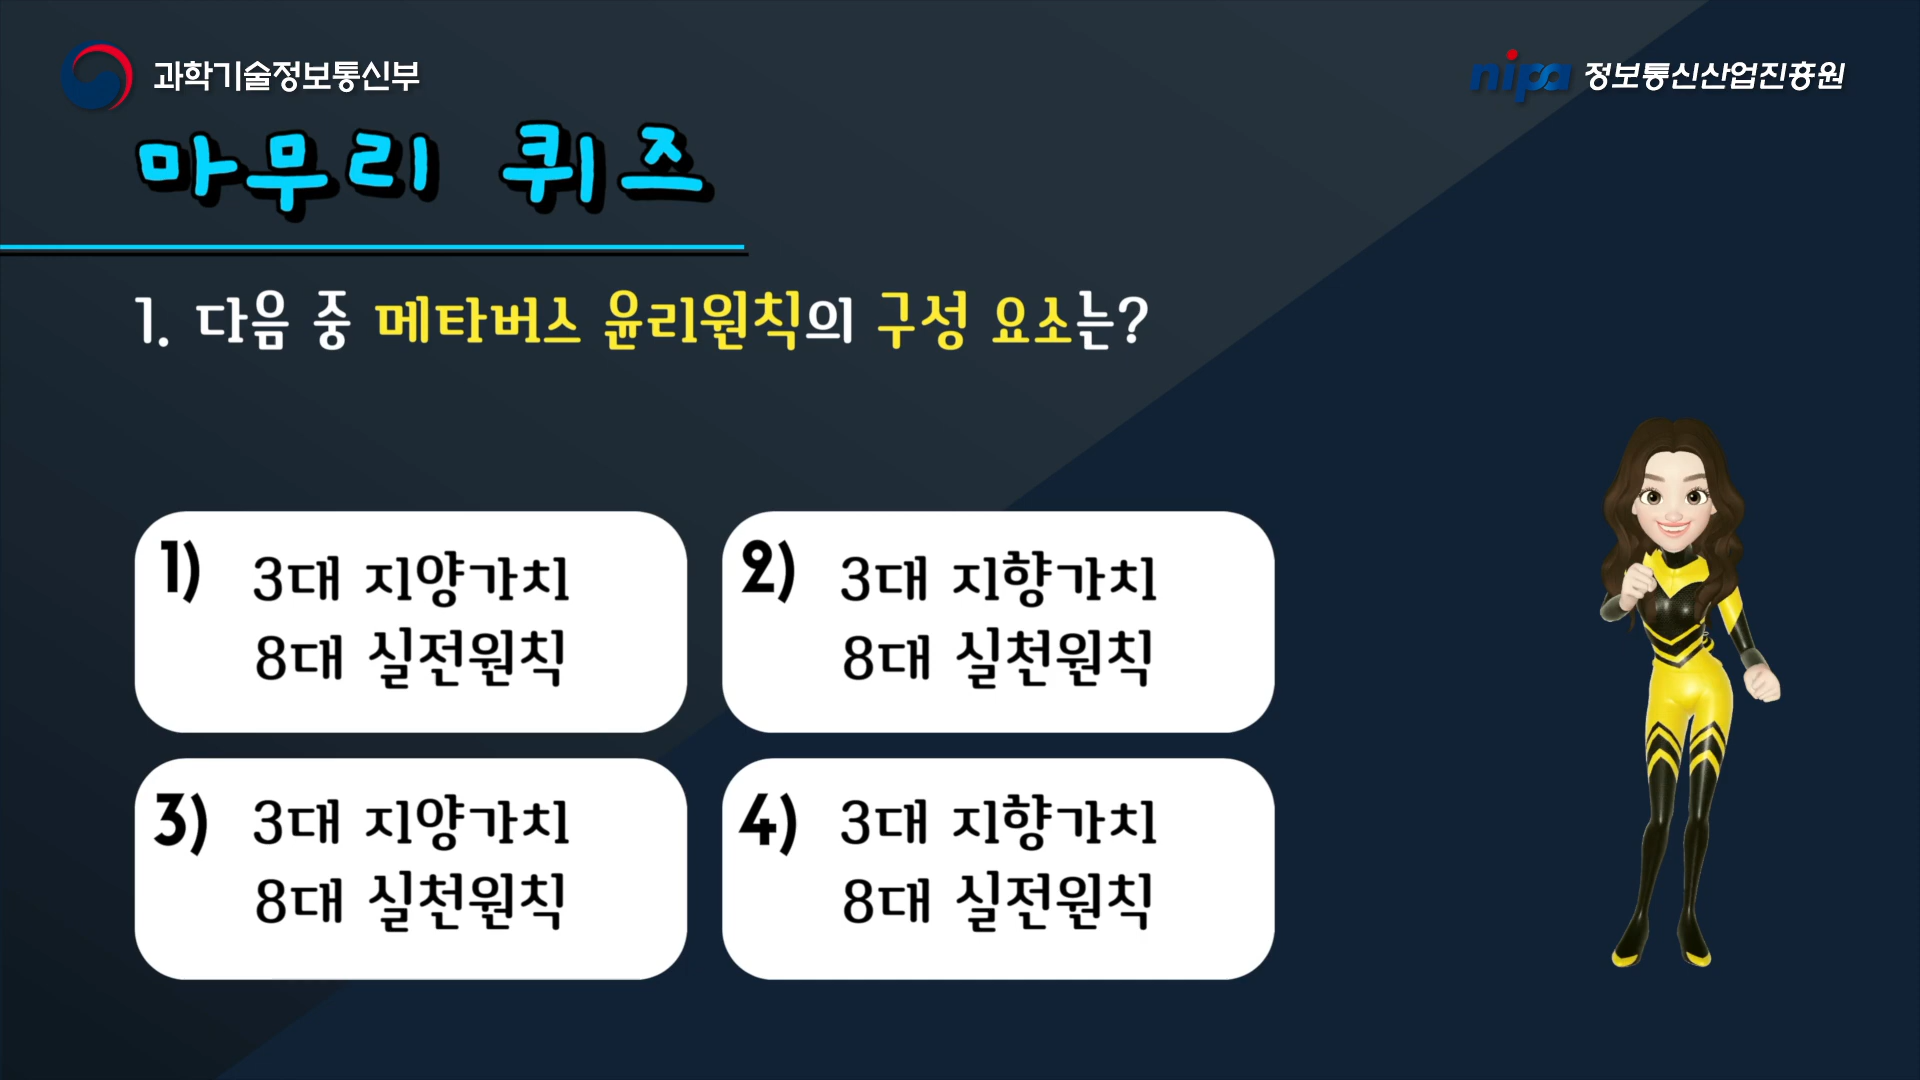 과학기술정보통신부
nipa 정보통신산업진흥원
마무리 퀴즈
1. 다음 중 메타버스 윤리원칙의 구성 요소는?
1) 3대 지양가치
8대 실전원칙
2) 3대 지향가치
8대 실천원칙
3) 3대 지양가치
8대 실천원칙
4) 3대 지향가치
8대 실전원칙